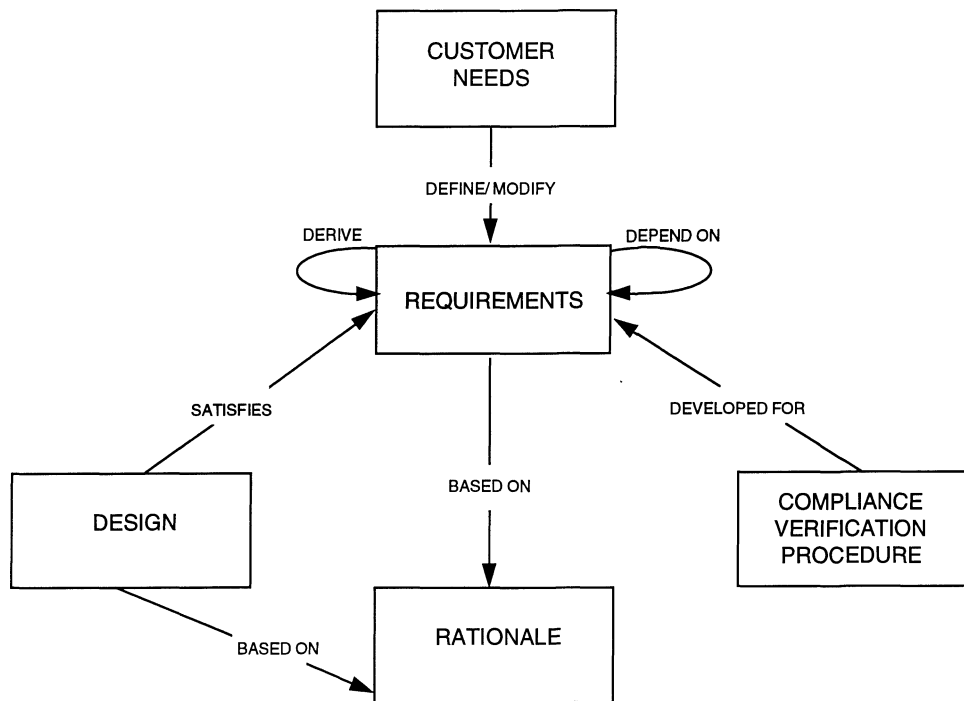 CUSTOMER
NEEDS
DEFINE/ MODIFY
DERIVE
DEPEND ON
REQUIREMENTS
SATISFIES
DEVELOPED FOR
BASED ON
DESIGN
COMPLIANCE
VERIFICATION
PROCEDURE
BASED ON
RATIONALE